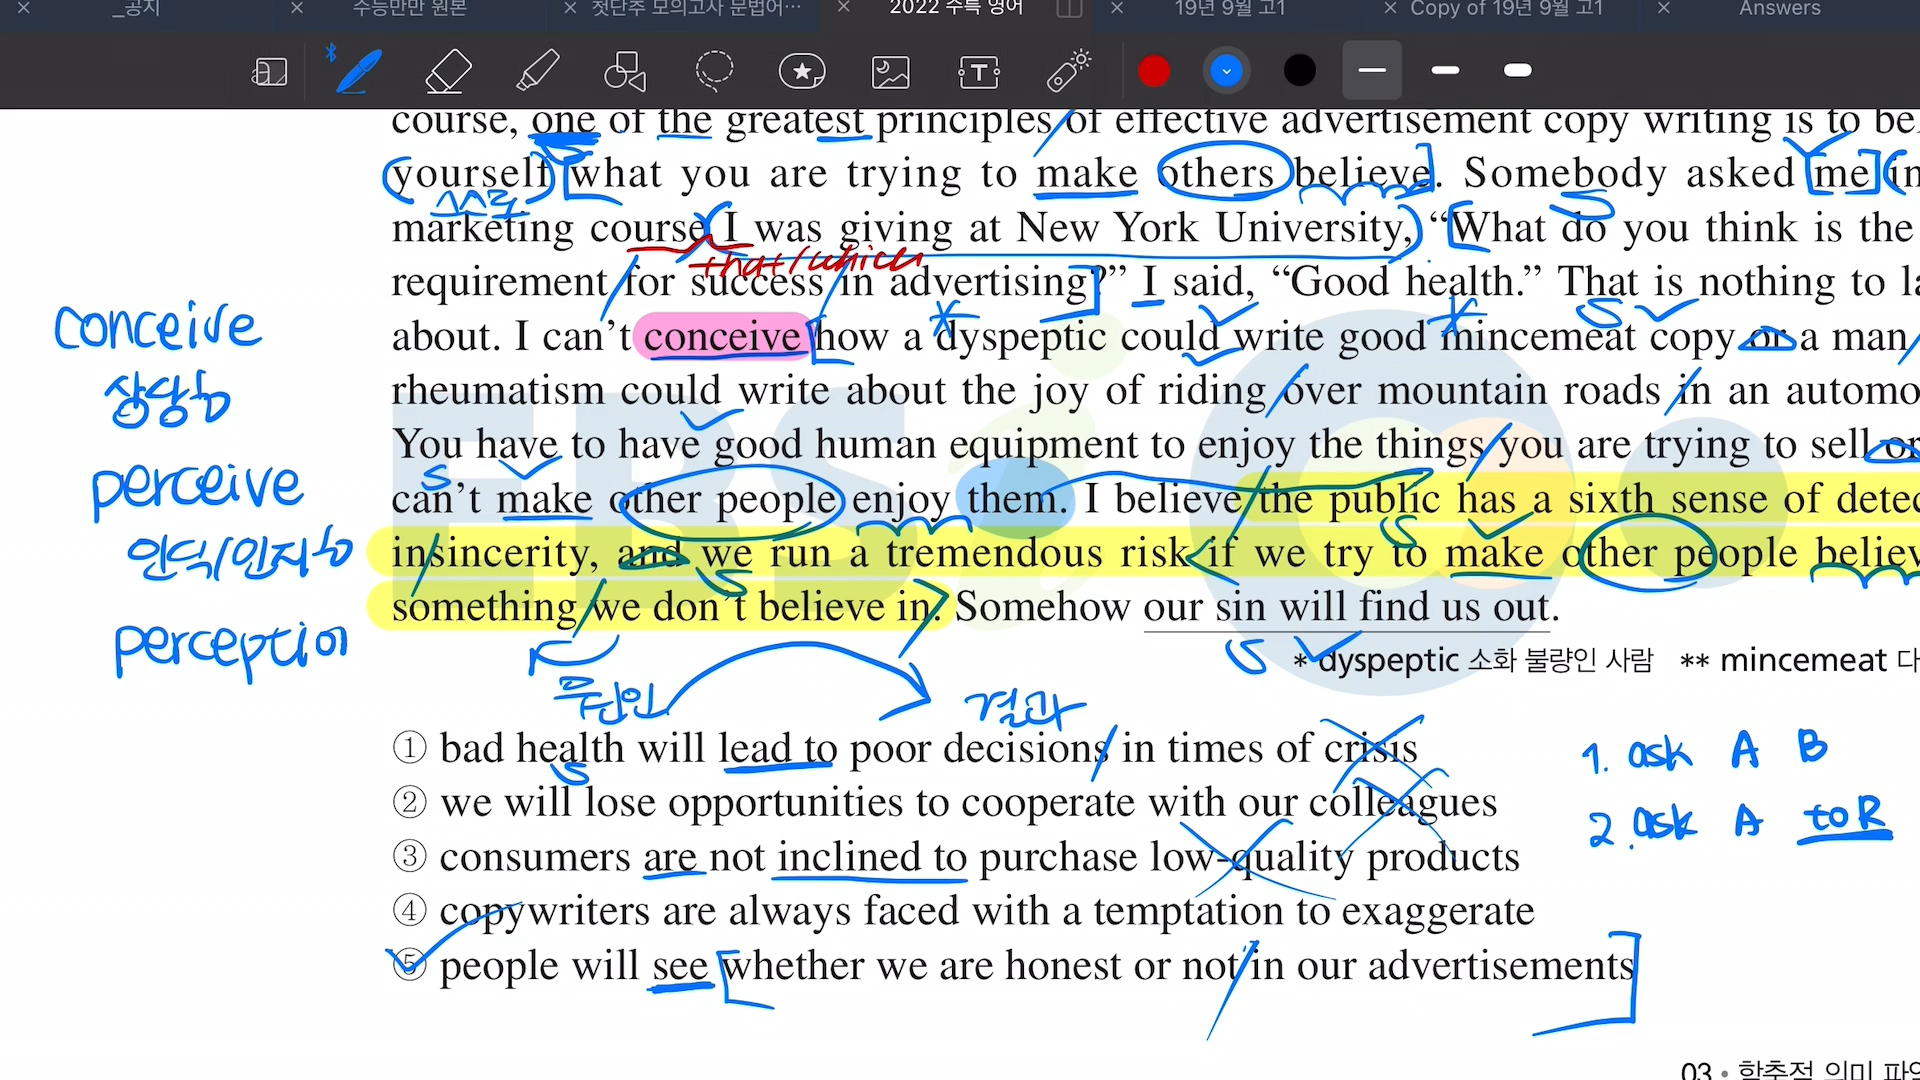 _공지
수능만만 원본
첫단추 모의고사 문법어…
2022 수특 영어
19년 9월 고1
Copy of 19년 9월 고1
Answers
course, one of the greatest principles of effective advertisement copy writing is to be
yourself what you are trying to make others believe. Somebody asked me in
스스로
marketing course I was giving at New York University, “What do you think is the
that/which
requirement for success in advertising?” I said, “Good health.” That is nothing to la
about. I can’t conceive how a dyspeptic could write good mincemeat copy or a man
rheumatism could write about the joy of riding over mountain roads in an automo
You have to have good human equipment to enjoy the things you are trying to sell or
can’t make other people enjoy them. I believe the public has a sixth sense of detec
insincerity, and we run a tremendous risk if we try to make other people believ
something we don’t believe in. Somehow our sin will find us out.
* dyspeptic 소화 불량인 사람 ** mincemeat 다
conceive
상상하
perceive
인식/인지하
perception
원인
결과
① bad health will lead to poor decisions in times of crisis
② we will lose opportunities to cooperate with our colleagues
③ consumers are not inclined to purchase low-quality products
④ copywriters are always faced with a temptation to exaggerate
⑤ people will see whether we are honest or not in our advertisements
1. ask A B
2. ask A to R
03 • 함축적 의미 파악